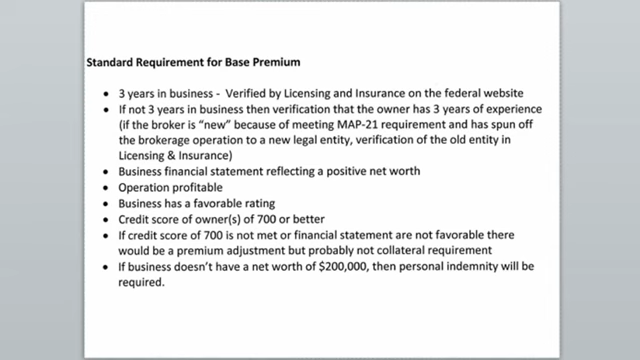 Standard Requirement for Base Premium
• 3 years in business - Verified by Licensing and Insurance on the federal website
• If not 3 years in business then verification that the owner has 3 years of experience
(if the broker is “new” because of meeting MAP-21 requirement and has spun off
the brokerage operation to a new legal entity, verification of the old entity in
Licensing & Insurance)
• Business financial statement reflecting a positive net worth
• Operation profitable
• Business has a favorable rating
• Credit score of owner(s) of 700 or better
• If credit score of 700 is not met or financial statement are not favorable there
would be a premium adjustment but probably not collateral requirement
• If business doesn’t have a net worth of $200,000, then personal indemnity will be
required.